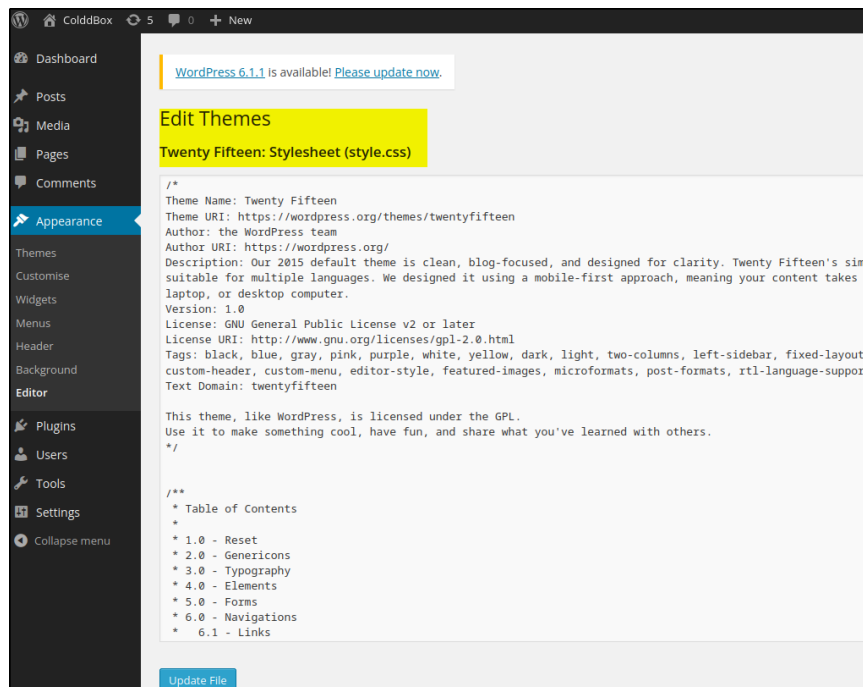 ColddBox 5 0 + New
Dashboard
Posts
Media
Pages
Comments
Appearance
Themes
Customise
Widgets
Menus
Header
Background
Editor
Plugins
Users
Tools
Settings
Collapse menu
WordPress 6.1.1 is available! Please update now.
Edit Themes
Twenty Fifteen: Stylesheet (style.css)
/*
Theme Name: Twenty Fifteen
Theme URI: https://wordpress.org/themes/twentyfifteen
Author: the WordPress team
Author URI: https://wordpress.org/
Description: Our 2015 default theme is clean, blog-focused, and designed for clarity. Twenty Fifteen's sim
suitable for multiple languages. We designed it using a mobile-first approach, meaning your content takes
laptop, or desktop computer.
Version: 1.0
License: GNU General Public License v2 or later
License URI: http://www.gnu.org/licenses/gpl-2.0.html
Tags: black, blue, gray, pink, purple, white, yellow, dark, light, two-columns, left-sidebar, fixed-layout
custom-header, custom-menu, editor-style, featured-images, microformats, post-formats, rtl-language-suppor
Text Domain: twentyfifteen

This theme, like WordPress, is licensed under the GPL.
Use it to make something cool, have fun, and share what you've learned with others.
*/

/**
 * Table of Contents
 *
 * 1.0 - Reset
 * 2.0 - Genericons
 * 3.0 - Typography
 * 4.0 - Elements
 * 5.0 - Forms
 * 6.0 - Navigations
 *   6.1 - Links
Update File